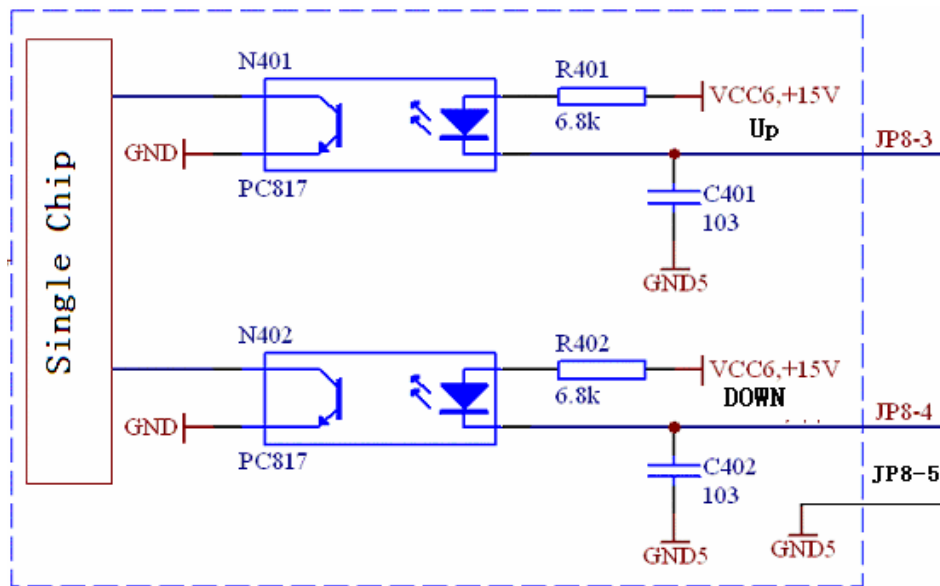 N401
R401
VCC6,+15V
6.8k
Up
GND
JP8-3
PC817
C401
103
GND5
Single Chip
N402
R402
VCC6,+15V
6.8k
DOWN
GND
JP8-4
PC817
C402
103
JP8-5
GND5
GND5